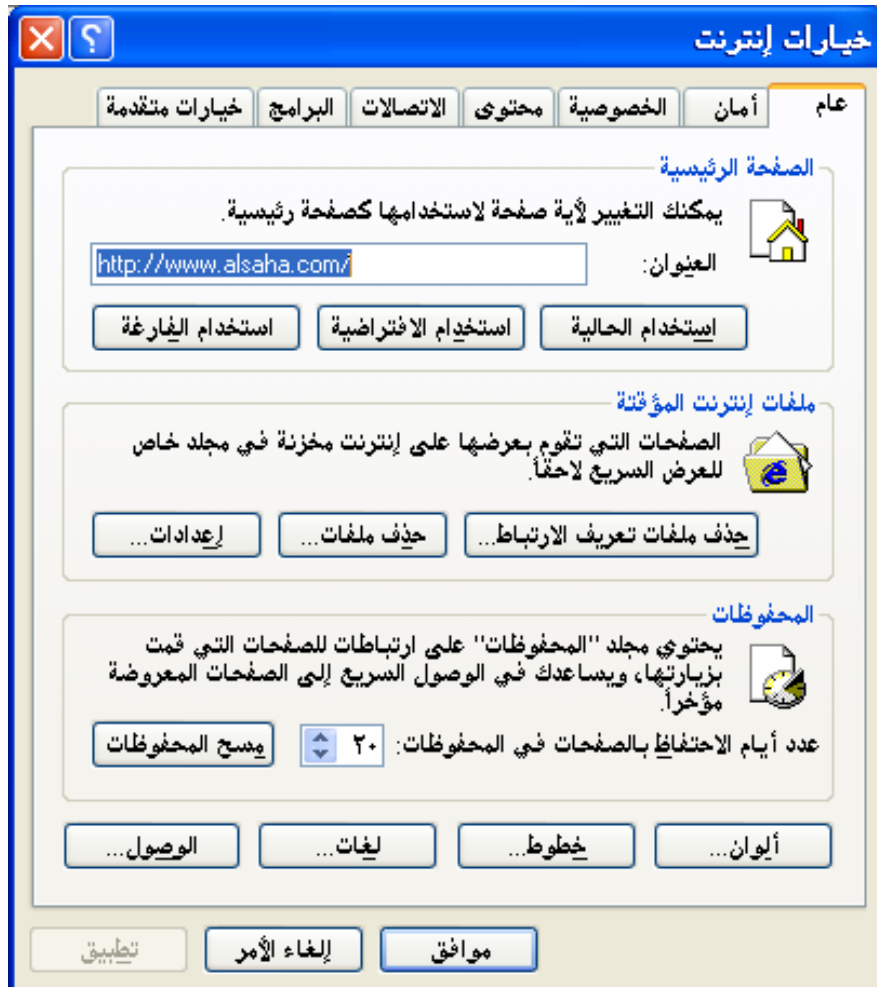 خيارات إنترنت
عام
أمان
الخصوصية
محتوى
الاتصالات
البرامج
خيارات متقدمة
الصفحة الرئيسية
يمكنك التغيير لأية صفحة لاستخدامها كصفحة رئيسية.
العنوان:
http://www.alsaha.com/
استخدام الحالية
استخدام الافتراضية
استخدام الفارغة
ملفات إنترنت المؤقتة
الصفحات التي تقوم بعرضها على إنترنت مخزنة في مجلد خاص
للعرض السريع لاحقاً.
حذف ملفات تعريف الارتباط...
حذف ملفات...
إعدادات...
المحفوظات
يحتوي مجلد "المحفوظات" على ارتباطات للصفحات التي قمت
بزيارتها، ويساعدك في الوصول السريع إلى الصفحات المعروضة
مؤخراً.
عدد أيام الاحتفاظ بالصفحات في المحفوظات:
٢٠
مسح المحفوظات
ألوان...
خطوط...
لغات...
الوصول...
موافق
إلغاء الأمر
تطبيق